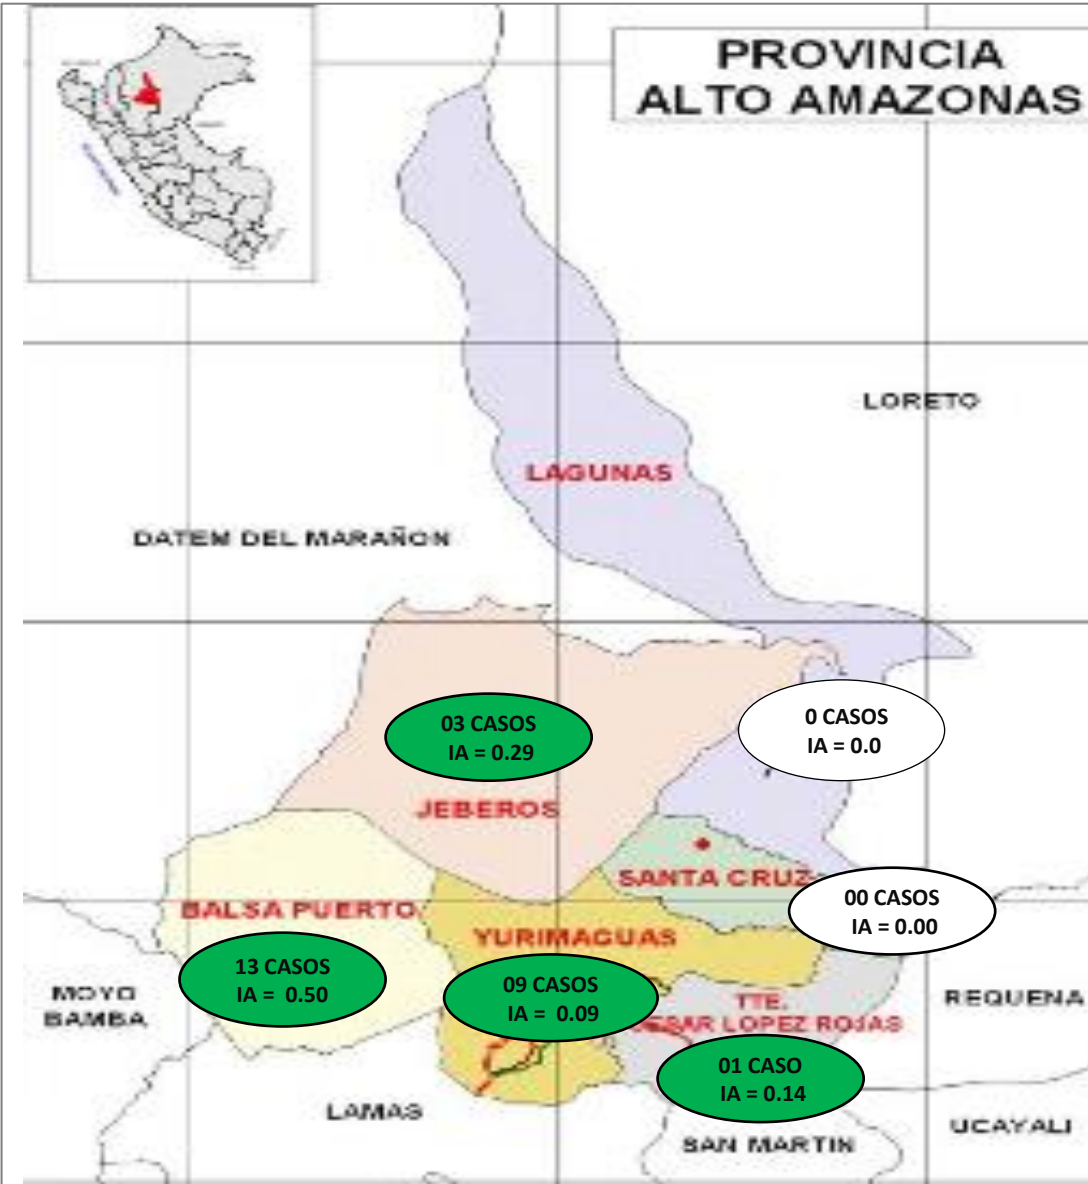 PROVINCIA
ALTO AMAZONAS
LORETO
LAGUNAS
DATEM DEL MARAÑON
03 CASOS
IA = 0.29
0 CASOS
IA = 0.0
JEBEROS
SANTA CRUZ
00 CASOS
IA = 0.00
BALSA PUERTO
YURIMAGUAS
13 CASOS
IA = 0.50
09 CASOS
IA = 0.09
MOYO
BAMBA
REQUENA
TTE.
ESAR LOPEZ ROJAS
01 CASO
IA = 0.14
LAMAS
UCAYALI
SAN MARTIN